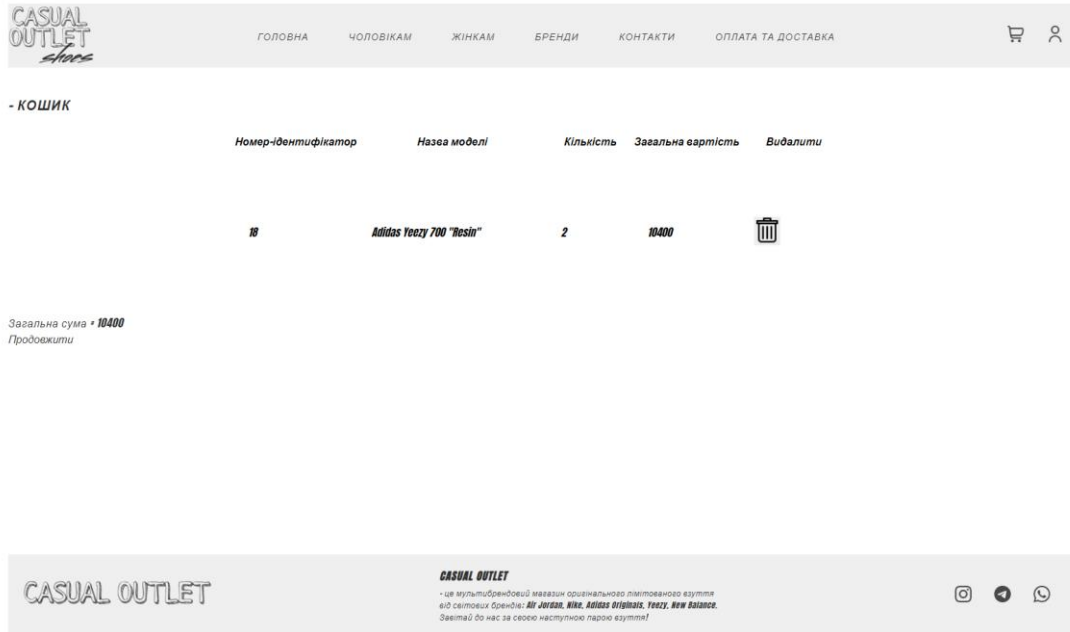 CASUAL
OUTLET
shoes
ГОЛОВНА ЧОЛОВІКАМ ЖІНКАМ БРЕНДИ КОНТАКТИ ОПЛАТА ТА ДОСТАВКА
- КОШИК
Номер-ідентифікатор Назва моделі Кількість Загальна вартість Видалити
18 Adidas Yeezy 700 "Resin" 2 10400
Загальна сума = 10400
Продовжити
CASUAL OUTLET
CASUAL OUTLET
- це мультибрендовий магазин оригінального лімітованого взуття
від світових брендів: Air Jordan, Nike, Adidas Originals, Yeezy, New Balance.
Завітай до нас за своєю наступною парою взуття!